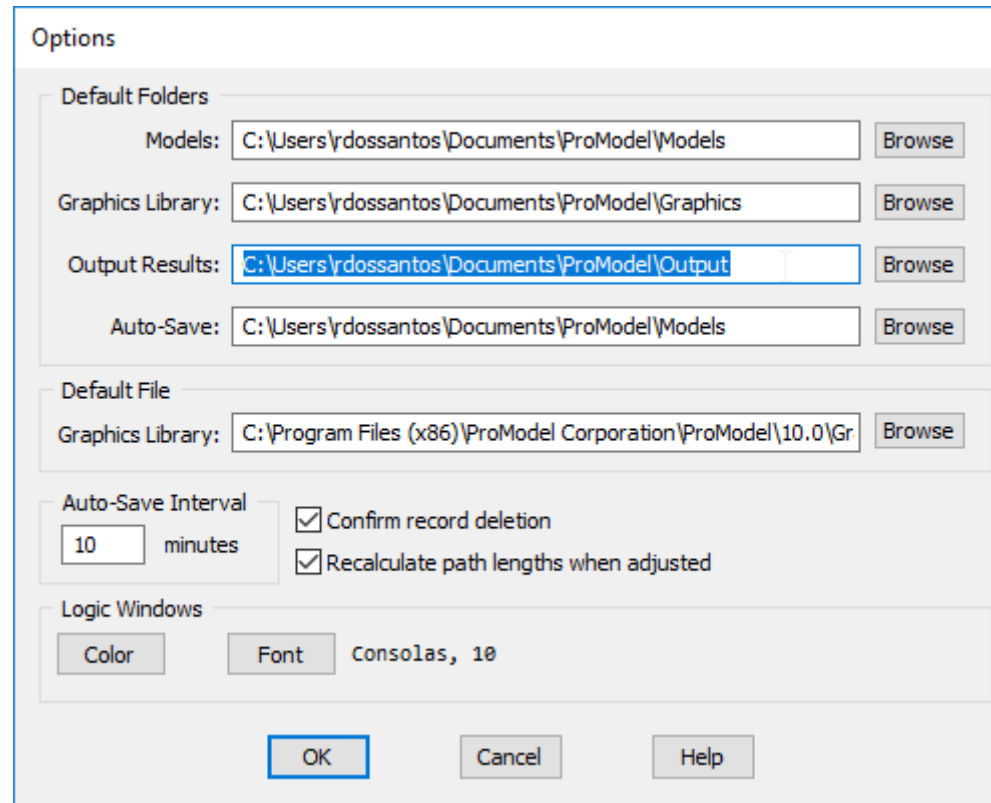 Options
Default Folders
Models: C:\Users\rdossantos\Documents\ProModel\Models Browse
Graphics Library: C:\Users\rdossantos\Documents\ProModel\Graphics Browse
Output Results: C:\Users\rdossantos\Documents\ProModel\Output Browse
Auto-Save: C:\Users\rdossantos\Documents\ProModel\Models Browse
Default File
Graphics Library: C:\Program Files (x86)\ProModel Corporation\ProModel\10.0\Gr Browse
Auto-Save Interval
10 minutes
Confirm record deletion
Recalculate path lengths when adjusted
Logic Windows
Color Font Consolas, 10
OK Cancel Help